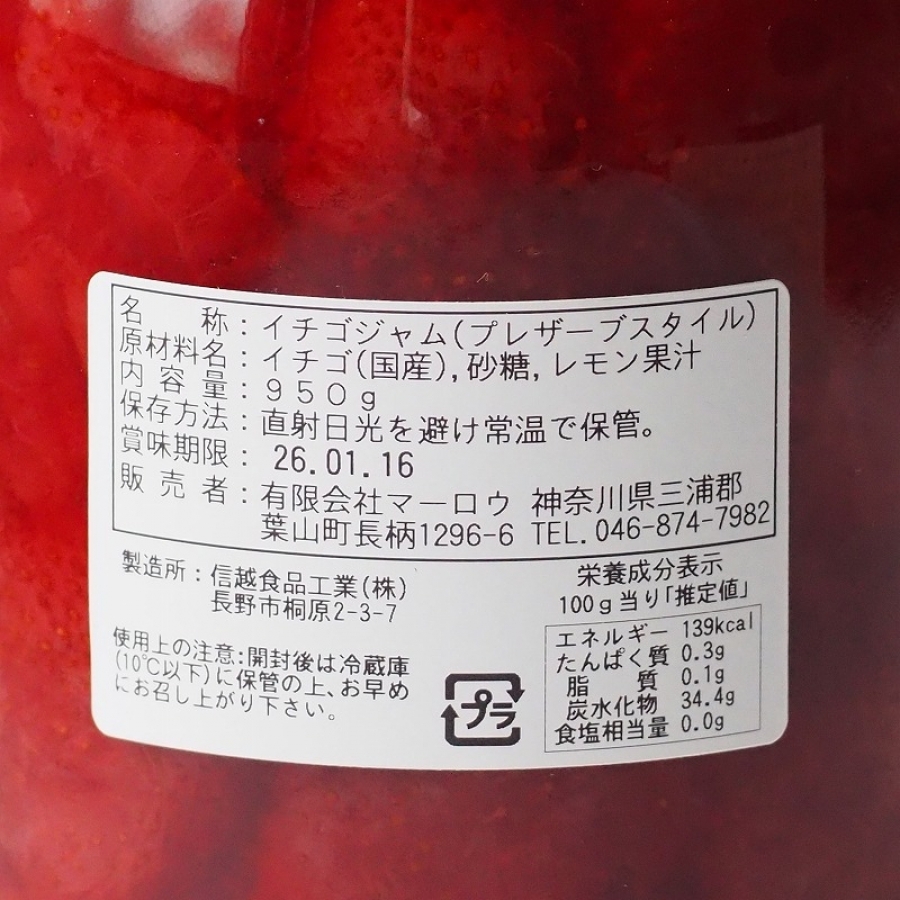 名称：イチゴジャム(プレザーブスタイル)
原材料名：イチゴ(国産),砂糖,レモン果汁
内容量：９５０ｇ
保存方法：直射日光を避け常温で保管。
賞味期限：26.01.16
販売者：有限会社マーロウ 神奈川県三浦郡
葉山町長柄1296-6 TEL.046-874-7982
製造所：信越食品工業(株)
長野市桐原2-3-7
使用上の注意:開封後は冷蔵庫
(10℃以下)に保管の上、お早め
にお召し上がり下さい。
プラ
栄養成分表示
100ｇ当り「推定値」
エネルギー 139kcal
たんぱく質 0.3g
脂質 0.1g
炭水化物 34.4g
食塩相当量 0.0g